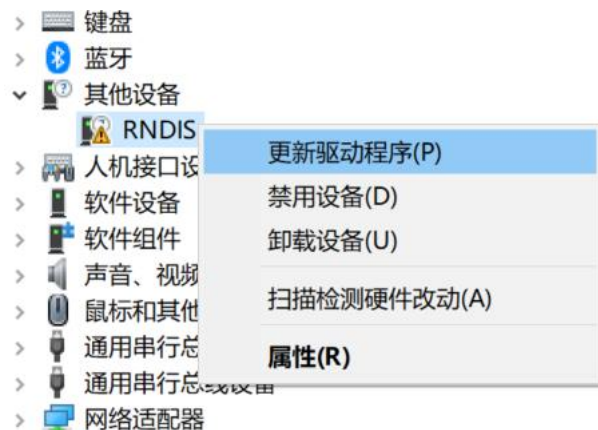 键盘
蓝牙
其他设备
RNDIS
更新驱动程序(P)
人机接口设
禁用设备(D)
软件设备
卸载设备(U)
软件组件
声音、视频
扫描检测硬件改动(A)
鼠标和其他
通用串行总
属性(R)
通用串行总线设备
网络适配器